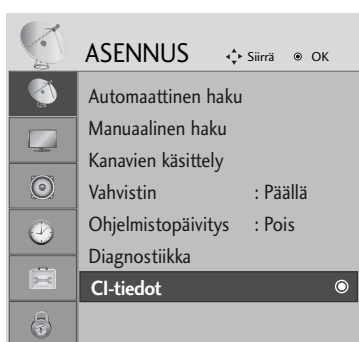 ASENNUS Siirrä OK
Automaattinen haku
Manuaalinen haku
Kanavien käsittely
Vahvistin : Päällä
Ohjelmistopäivitys : Pois
Diagnostiikka
CI-tiedot